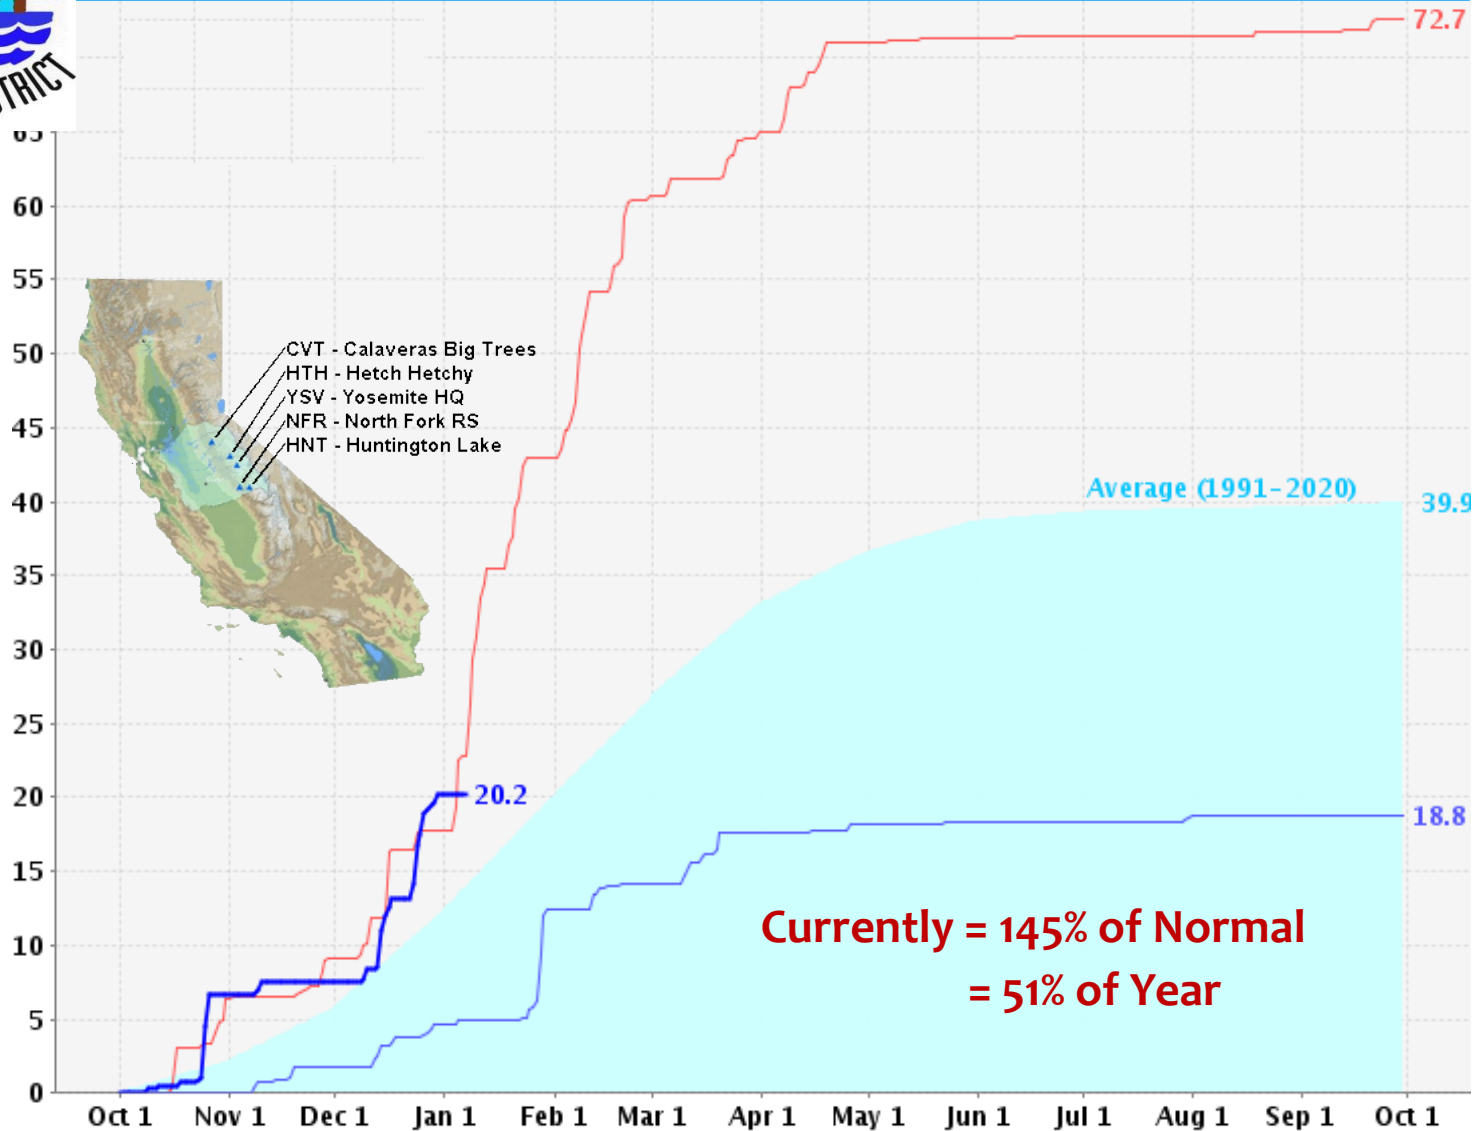 72.7
TRICT
65
60
55
CVT - Calaveras Big Trees
50
HTH - Hetch Hetchy
YSV - Yosemite HQ
NFR - North Fork RS
45
HNT - Huntington Lake
Average (1991-2020)
40
39.9
35
30
25
20
20.2
18.8
15
Currently = 145% of Normal
10
= 51% of Year
5
0
Oct 1 Nov 1 Dec 1 Jan 1 Feb 1 Mar 1 Apr 1 May 1 Jun 1 Jul 1 Aug 1 Sep 1 Oct 1